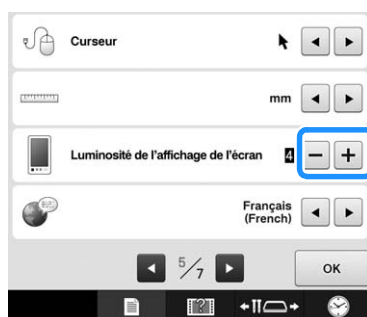 Curseur
mm
Luminosité de l'affichage de l'écran 4
Français
(French)
5/7
OK